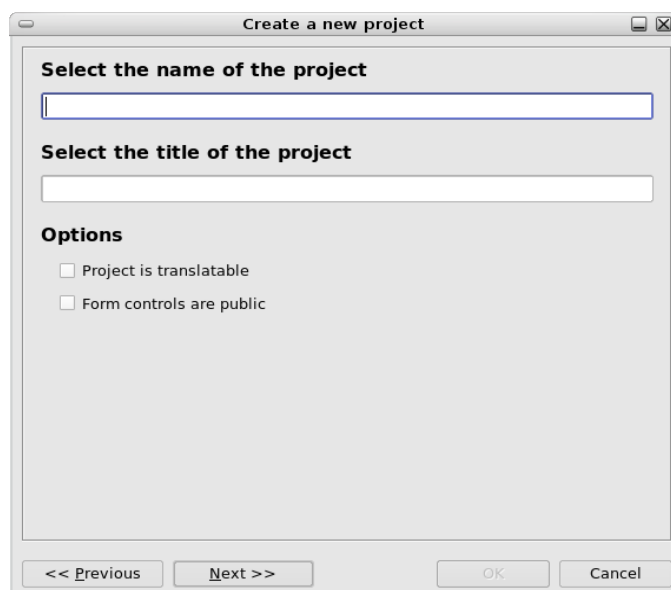 Create a new project
Select the name of the project
Select the title of the project
Options
Project is translatable
Form controls are public
<< Previous
Next >>
OK
Cancel